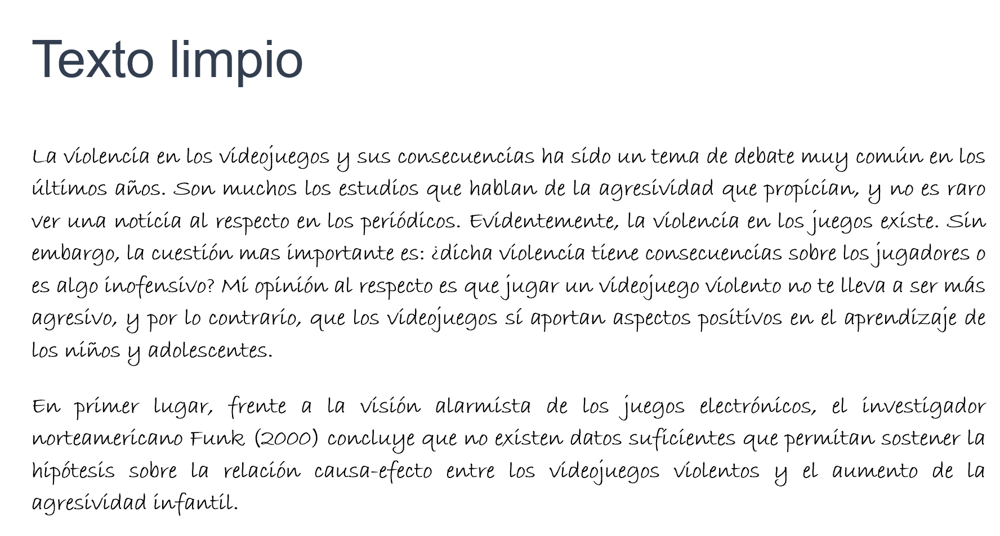 Texto limpio
La violencia en los videojuegos y sus consecuencias ha sido un tema de debate muy común en los
últimos años. Son muchos los estudios que hablan de la agresividad que propician, y no es raro
ver una noticia al respecto en los periódicos. Evidentemente, la violencia en los juegos existe. Sin
embargo, la cuestión mas importante es: ¿dicha violencia tiene consecuencias sobre los jugadores o
es algo inofensivo? Mi opinión al respecto es que jugar un videojuego violento no te lleva a ser más
agresivo, y por lo contrario, que los videojuegos sí aportan aspectos positivos en el aprendizaje de
los niños y adolescentes.
En primer lugar, frente a la visión alarmista de los juegos electrónicos, el investigador
norteamericano Funk (2000) concluye que no existen datos suficientes que permitan sostener la
hipótesis sobre la relación causa-efecto entre los videojuegos violentos y el aumento de la
agresividad infantil.